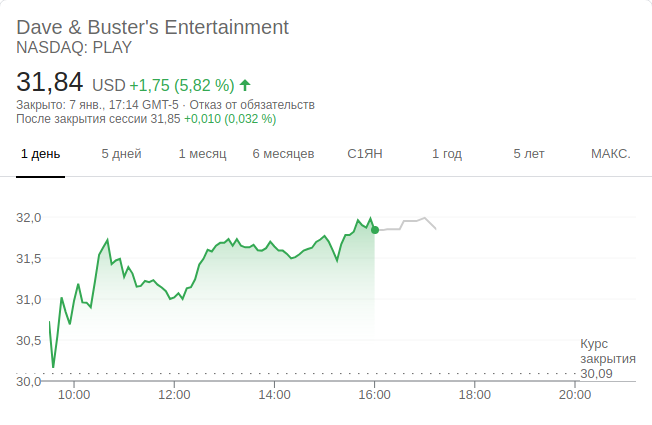 Dave & Buster's Entertainment
NASDAQ: PLAY
31,84 USD +1,75 (5,82 %)
Закрыто: 7 янв., 17:14 GMT-5 · Отказ от обязательств
После закрытия сессии 31,85 +0,010 (0,032 %)
1 день 5 дней 1 месяц 6 месяцев С1ЯН 1 год 5 лет МАКС.
32,0
31,5
31,0
30,5
Курс
закрытия
30,09
30,0
10:00 12:00 14:00 16:00 18:00 20:00